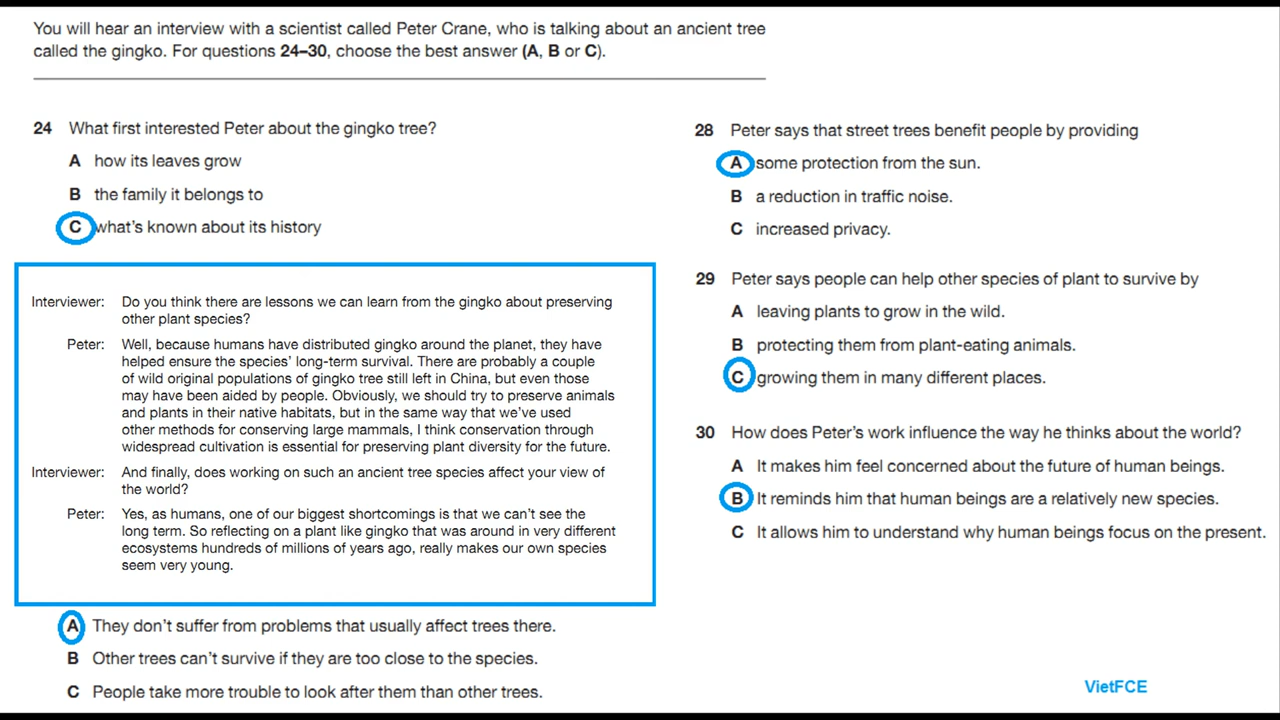 You will hear an interview with a scientist called Peter Crane, who is talking about an ancient tree
called the gingko. For questions 24–30, choose the best answer (A, B or C).
24 What first interested Peter about the gingko tree?
A how its leaves grow
B the family it belongs to
C what's known about its history
Interviewer: Do you think there are lessons we can learn from the gingko about preserving
other plant species?
Peter: Well, because humans have distributed gingko around the planet, they have
helped ensure the species' long-term survival. There are probably a couple
of wild original populations of gingko tree still left in China, but even those
may have been aided by people. Obviously, we should try to preserve animals
and plants in their native habitats, but in the same way that we've used
other methods for conserving large mammals, I think conservation through
widespread cultivation is essential for preserving plant diversity for the future.
Interviewer: And finally, does working on such an ancient tree species affect your view of
the world?
Peter: Yes, as humans, one of our biggest shortcomings is that we can't see the
long term. So reflecting on a plant like gingko that was around in very different
ecosystems hundreds of millions of years ago, really makes our own species
seem very young.
A They don't suffer from problems that usually affect trees there.
B Other trees can't survive if they are too close to the species.
C People take more trouble to look after them than other trees.
28 Peter says that street trees benefit people by providing
A some protection from the sun.
B a reduction in traffic noise.
C increased privacy.
29 Peter says people can help other species of plant to survive by
A leaving plants to grow in the wild.
B protecting them from plant-eating animals.
C growing them in many different places.
30 How does Peter's work influence the way he thinks about the world?
A It makes him feel concerned about the future of human beings.
B It reminds him that human beings are a relatively new species.
C It allows him to understand why human beings focus on the present.
VietFCE